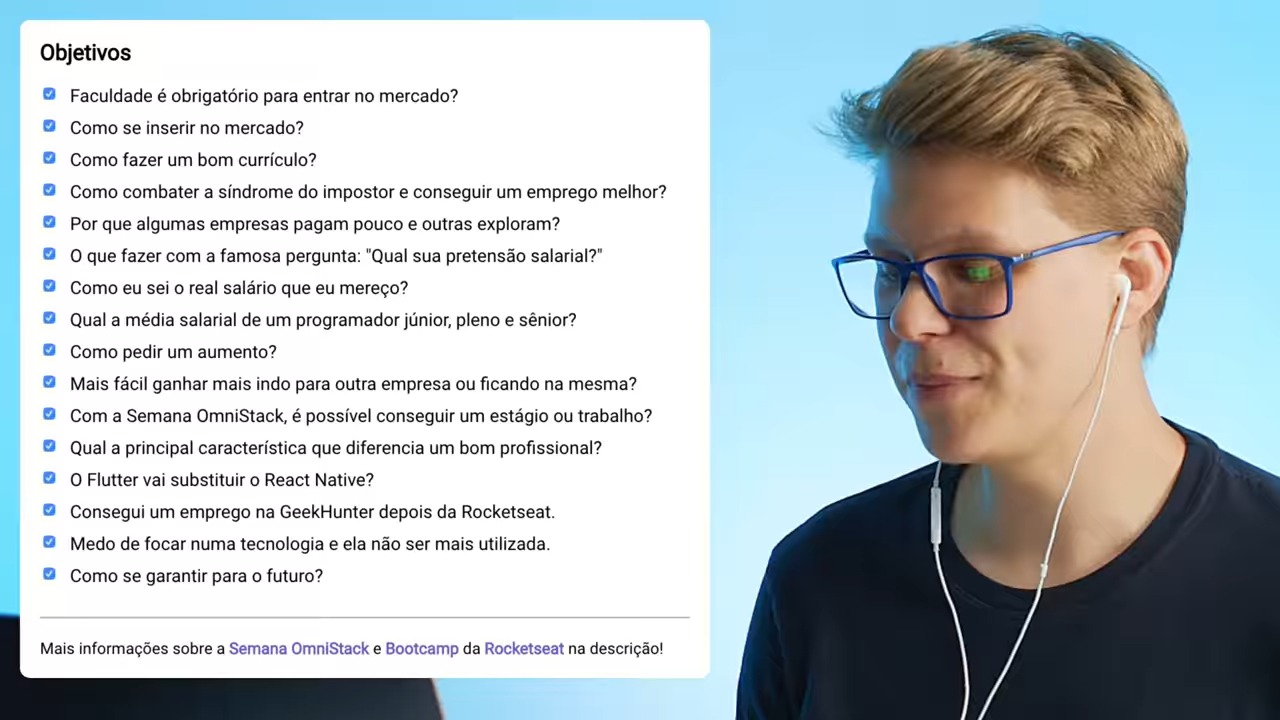 Objetivos
Faculdade é obrigatório para entrar no mercado?
Como se inserir no mercado?
Como fazer um bom currículo?
Como combater a síndrome do impostor e conseguir um emprego melhor?
Por que algumas empresas pagam pouco e outras exploram?
O que fazer com a famosa pergunta: "Qual sua pretensão salarial?"
Como eu sei o real salário que eu mereço?
Qual a média salarial de um programador júnior, pleno e sênior?
Como pedir um aumento?
Mais fácil ganhar mais indo para outra empresa ou ficando na mesma?
Com a Semana OmniStack, é possível conseguir um estágio ou trabalho?
Qual a principal característica que diferencia um bom profissional?
O Flutter vai substituir o React Native?
Consegui um emprego na GeekHunter depois da Rocketseat.
Medo de focar numa tecnologia e ela não ser mais utilizada.
Como se garantir para o futuro?
Mais informações sobre a Semana OmniStack e Bootcamp da Rocketseat na descrição!